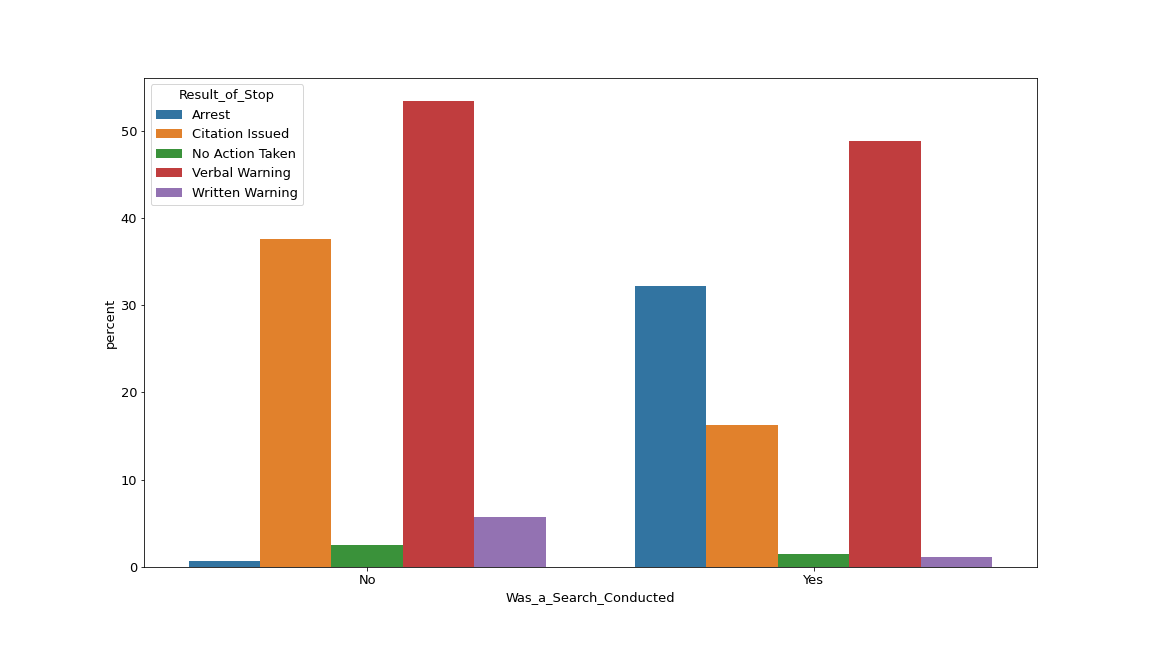 Result_of_Stop
Arrest
Citation Issued
No Action Taken
Verbal Warning
Written Warning
percent
50
40
30
20
10
0
No
Yes
Was_a_Search_Conducted